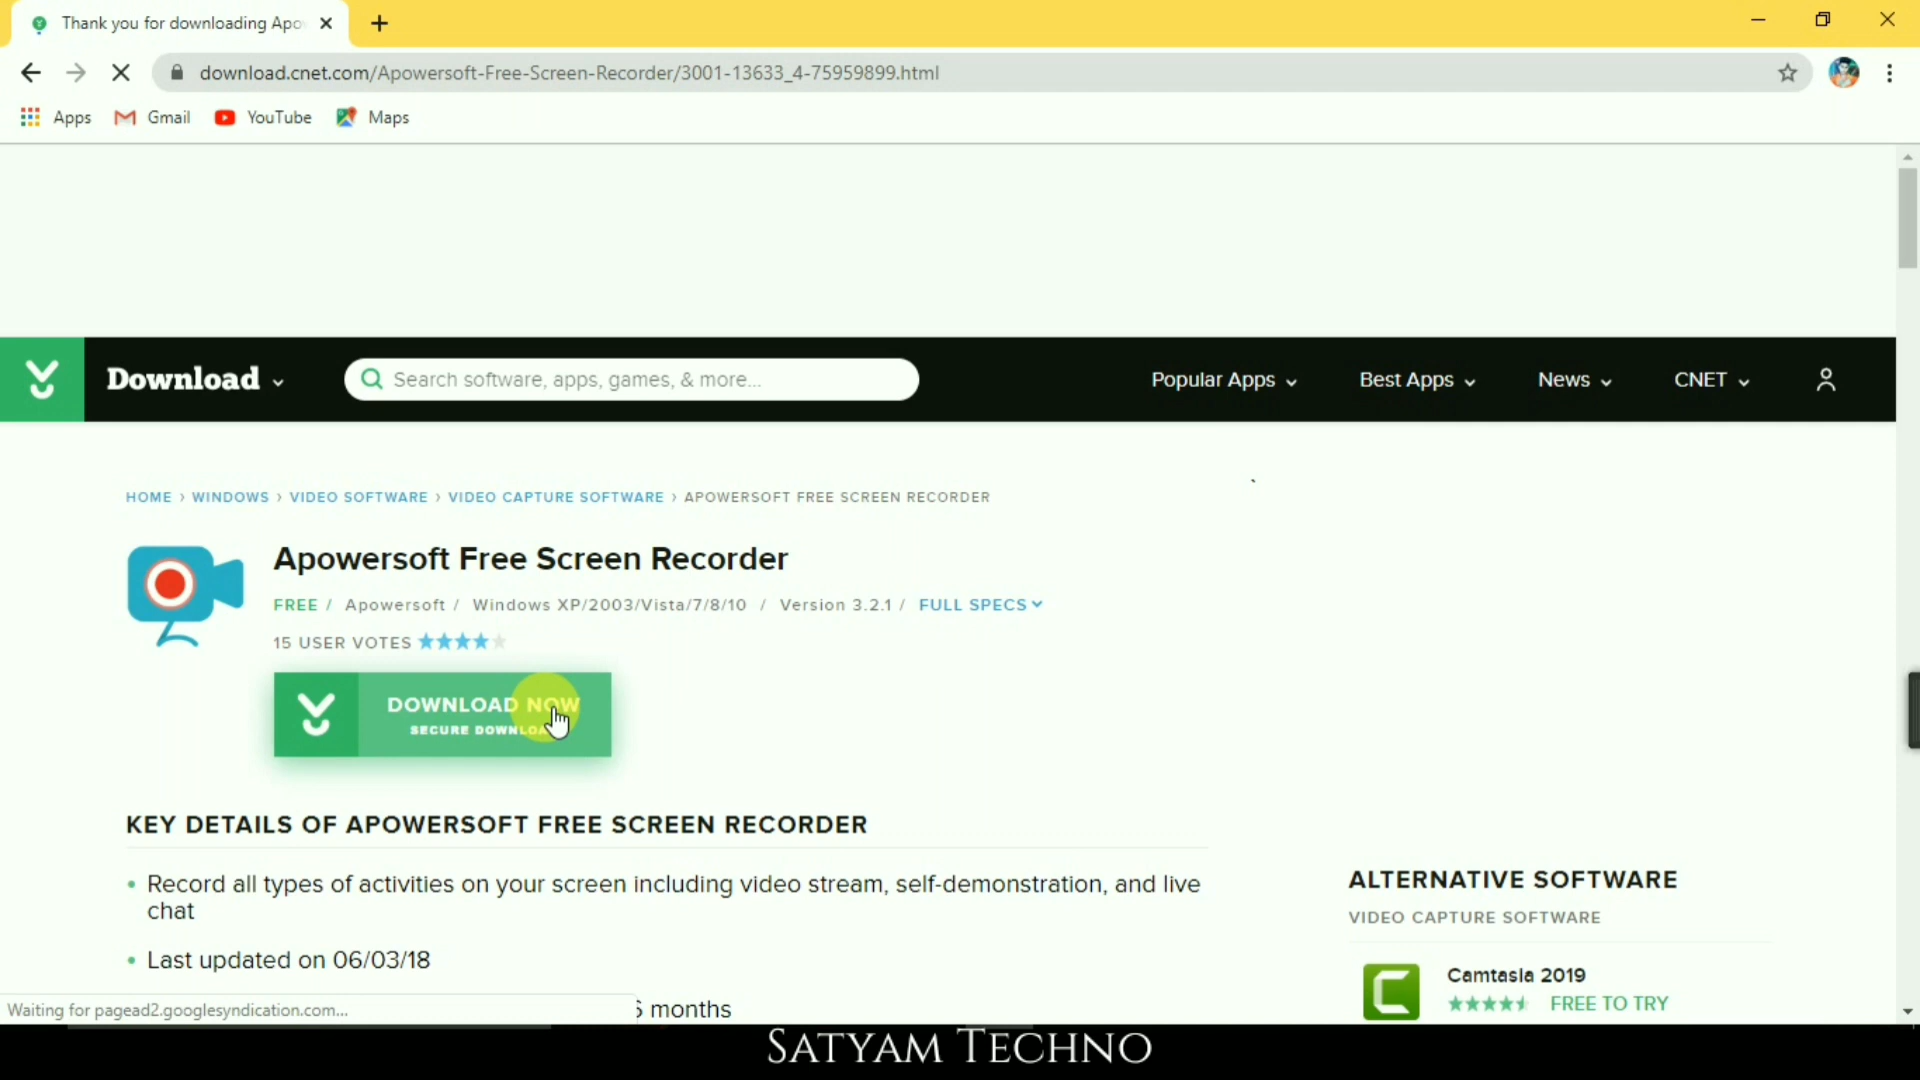 Thank you for downloading Apo
download.cnet.com/Apowersoft-Free-Screen-Recorder/3001-13633_4-75959899.html
Apps Gmail YouTube Maps
Download Search software, apps, games, & more... Popular Apps Best Apps News CNET
HOME › WINDOWS › VIDEO SOFTWARE › VIDEO CAPTURE SOFTWARE › APOWERSOFT FREE SCREEN RECORDER
Apowersoft Free Screen Recorder
FREE / Apowersoft / Windows XP/2003/Vista/7/8/10 / Version 3.2.1 / FULL SPECS
15 USER VOTES
DOWNLOAD NOW
SECURE DOWNLOAD
KEY DETAILS OF APOWERSOFT FREE SCREEN RECORDER
• Record all types of activities on your screen including video stream, self-demonstration, and live
chat
• Last updated on 06/03/18
months
ALTERNATIVE SOFTWARE
VIDEO CAPTURE SOFTWARE
Camtasia 2019
FREE TO TRY
Waiting for pagead2.googlesyndication.com...
SATYAM TECHNO